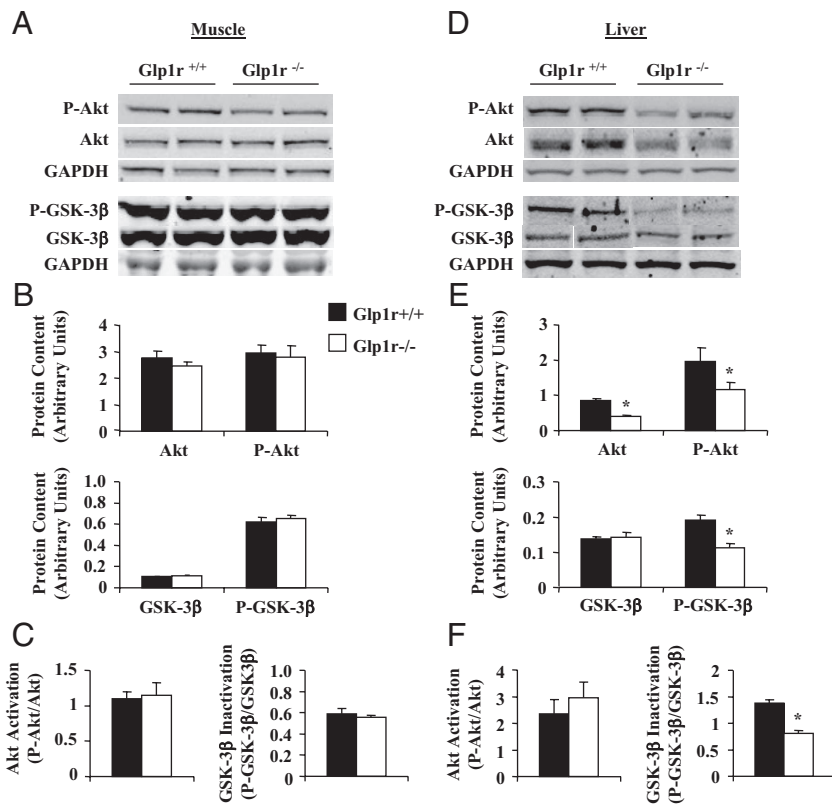 A
Muscle
Glp1r +/+
Glp1r -/-
P-Akt
Akt
GAPDH
P-GSK-3β
GSK-3β
GAPDH
B
Glp1r+/+
Glp1r-/-
Protein Content
(Arbitrary Units)
4
3
2
1
0
Akt
P-Akt
Protein Content
(Arbitrary Units)
1.0
0.8
0.6
0.4
0.2
0
GSK-3β
P-GSK-3β
C
Akt Activation
(P-Akt/Akt)
1.5
1
0.5
0
GSK-3β Inactivation
(P-GSK-3β/GSK3β)
1.0
0.8
0.6
0.4
0.2
0
D
Liver
Glp1r +/+
Glp1r -/-
P-Akt
Akt
GAPDH
P-GSK-3β
GSK-3β
GAPDH
E
Protein Content
(Arbitrary Units)
3
2
1
0
*
*
Akt
P-Akt
Protein Content
(Arbitrary Units)
0.3
0.2
0.1
0
*
GSK-3β
P-GSK-3β
F
Akt Activation
(P-Akt/Akt)
4
3
2
1
0
GSK-3β Inactivation
(P-GSK-3β/GSK-3β)
2
1.5
1
0.5
0
*